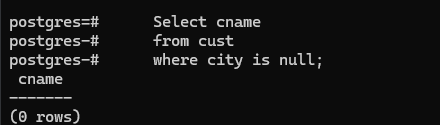 postgres=#      Select cname
postgres-#      from cust
postgres-#      where city is null;
 cname
-------
(0 rows)